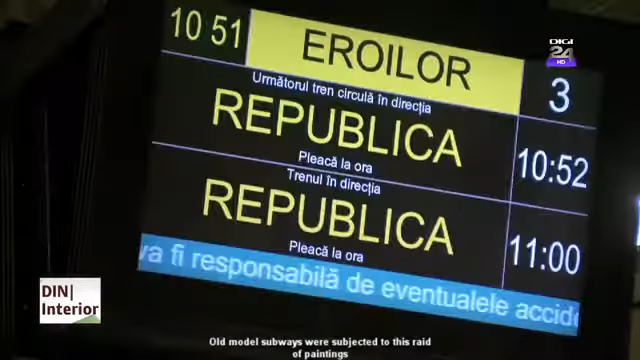 10 51
EROILOR
3
DIGI
24
HD
Următorul tren circulă în direcția
REPUBLICA
10:52
Pleacă la ora
Trenul în direcția
REPUBLICA
11:00
Pleacă la ora
va fi responsabilă de eventualele accide
DIN|
Interior
Old model subways were subjected to this raid
of paintings